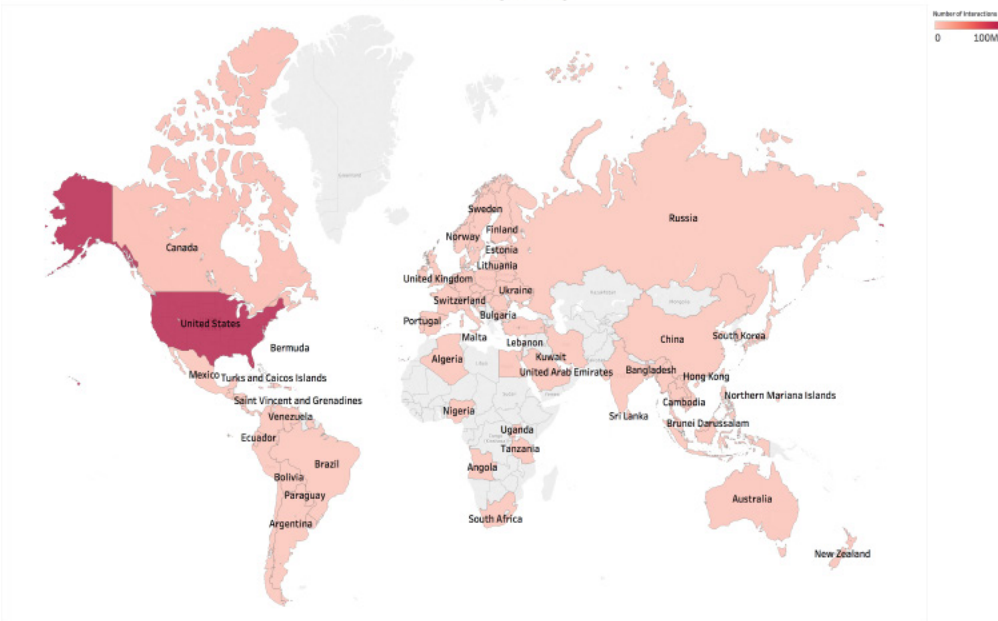 Number of Interactions
0 100M
Sweden
Russia
Finland
Norway
Canada
Estonia
Lithuania
United Kingdom
Ukraine
Switzerland
Bulgaria
Portugal
United States
Malta
China
South Korea
Lebanon
Bermuda
Algeria
Kuwait
Mexico
Turks and Caicos Islands
United Arab Emirates
Bangladesh
Hong Kong
Northern Mariana Islands
Saint Vincent and Grenadines
Cambodia
Nigeria
Venezuela
Sri Lanka
Brunei Darussalam
Uganda
Ecuador
Tanzania
Brazil
Angola
Bolivia
Paraguay
Australia
Argentina
South Africa
New Zealand